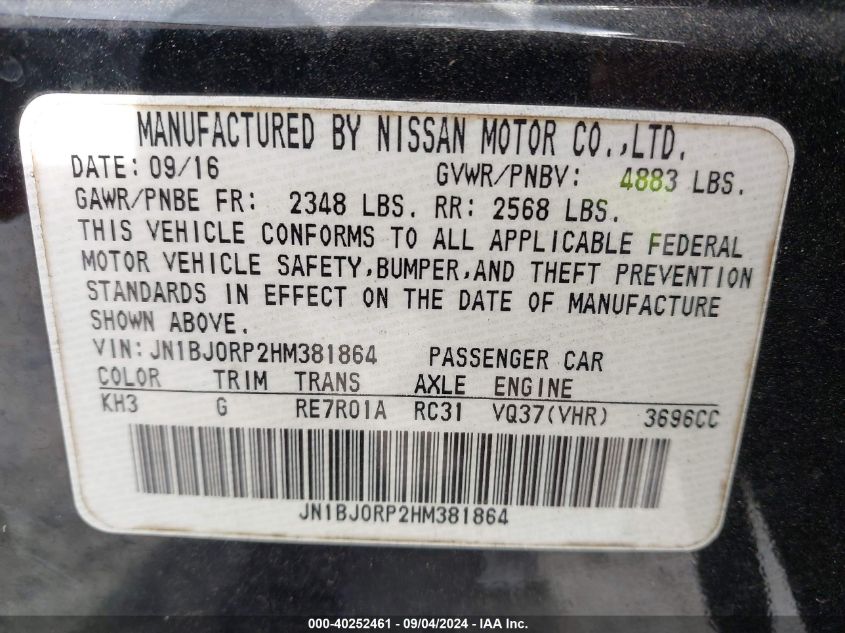 MANUFACTURED BY NISSAN MOTOR CO.,LTD.
DATE: 09/16 GVWR/PNBV: 4883 LBS.
GAWR/PNBE FR: 2348 LBS. RR: 2568 LBS.
THIS VEHICLE CONFORMS TO ALL APPLICABLE FEDERAL
MOTOR VEHICLE SAFETY,BUMPER,AND THEFT PREVENTION
STANDARDS IN EFFECT ON THE DATE OF MANUFACTURE
SHOWN ABOVE.
VIN: JN1BJ0RP2HM381864 PASSENGER CAR
COLOR TRIM TRANS AXLE ENGINE
KH3 G RE7R01A RC31 VQ37(VHR) 3696CC
JN1BJ0RP2HM381864
000-40252461 - 09/04/2024 - IAA Inc.